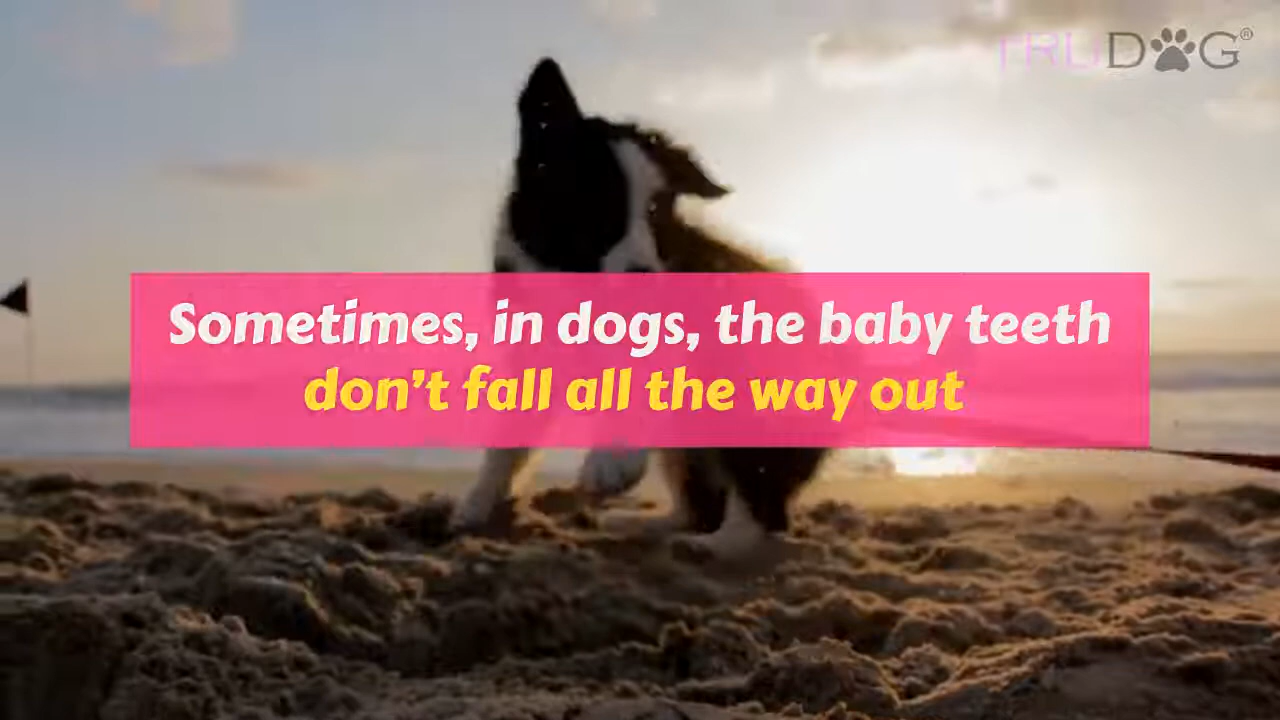 TRUDOG®
Sometimes, in dogs, the baby teeth
don't fall all the way out